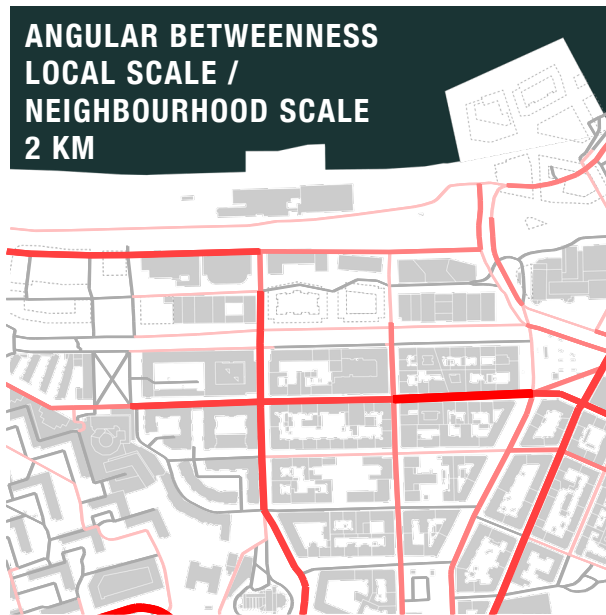 ANGULAR BETWEENNESS
LOCAL SCALE /
NEIGHBOURHOOD SCALE
2 KM